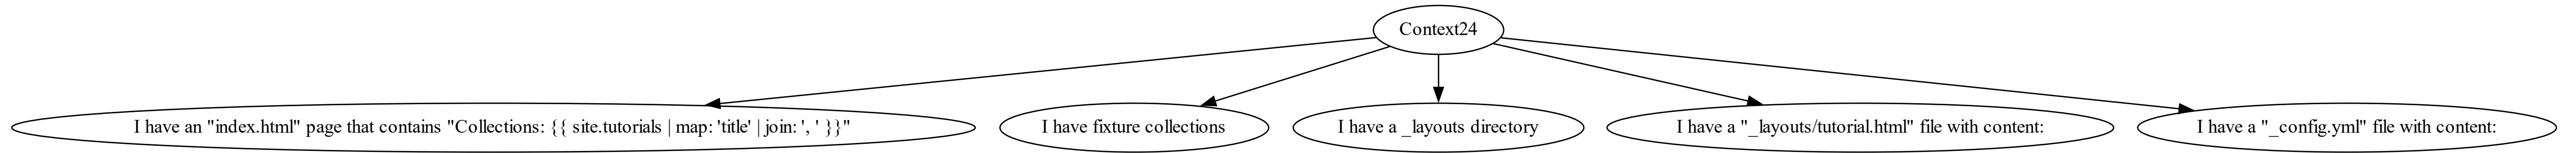 Context24
I have an "index.html" page that contains "Collections: {{ site.tutorials | map: 'title' | join: ', ' }}"
I have fixture collections
I have a _layouts directory
I have a "_layouts/tutorial.html" file with content:
I have a "_config.yml" file with content: